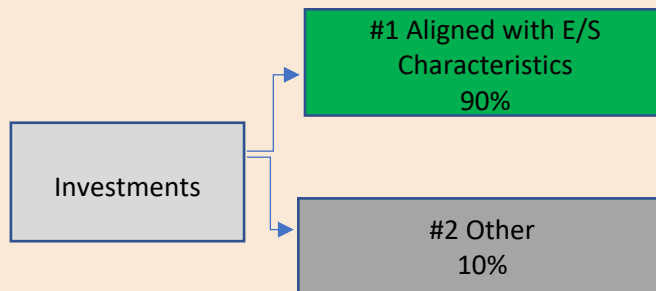 #1 Aligned with E/S
Characteristics
90%
Investments
#2 Other
10%